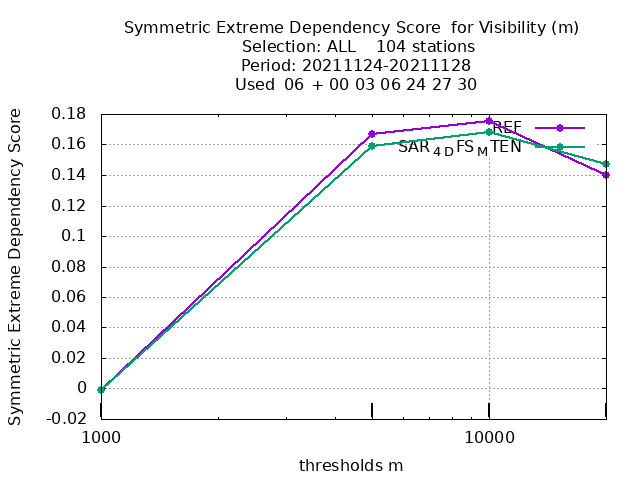 Symmetric Extreme Dependency Score  for Visibility (m)
Selection: ALL    104 stations
Period: 20211124-20211128
Used  06 + 00 03 06 24 27 30
Symmetric Extreme Dependency Score
0.18
0.16
0.14
0.12
0.1
0.08
0.06
0.04
0.02
0
-0.02
REF
SAR4DFSMTEN
1000
10000
thresholds m